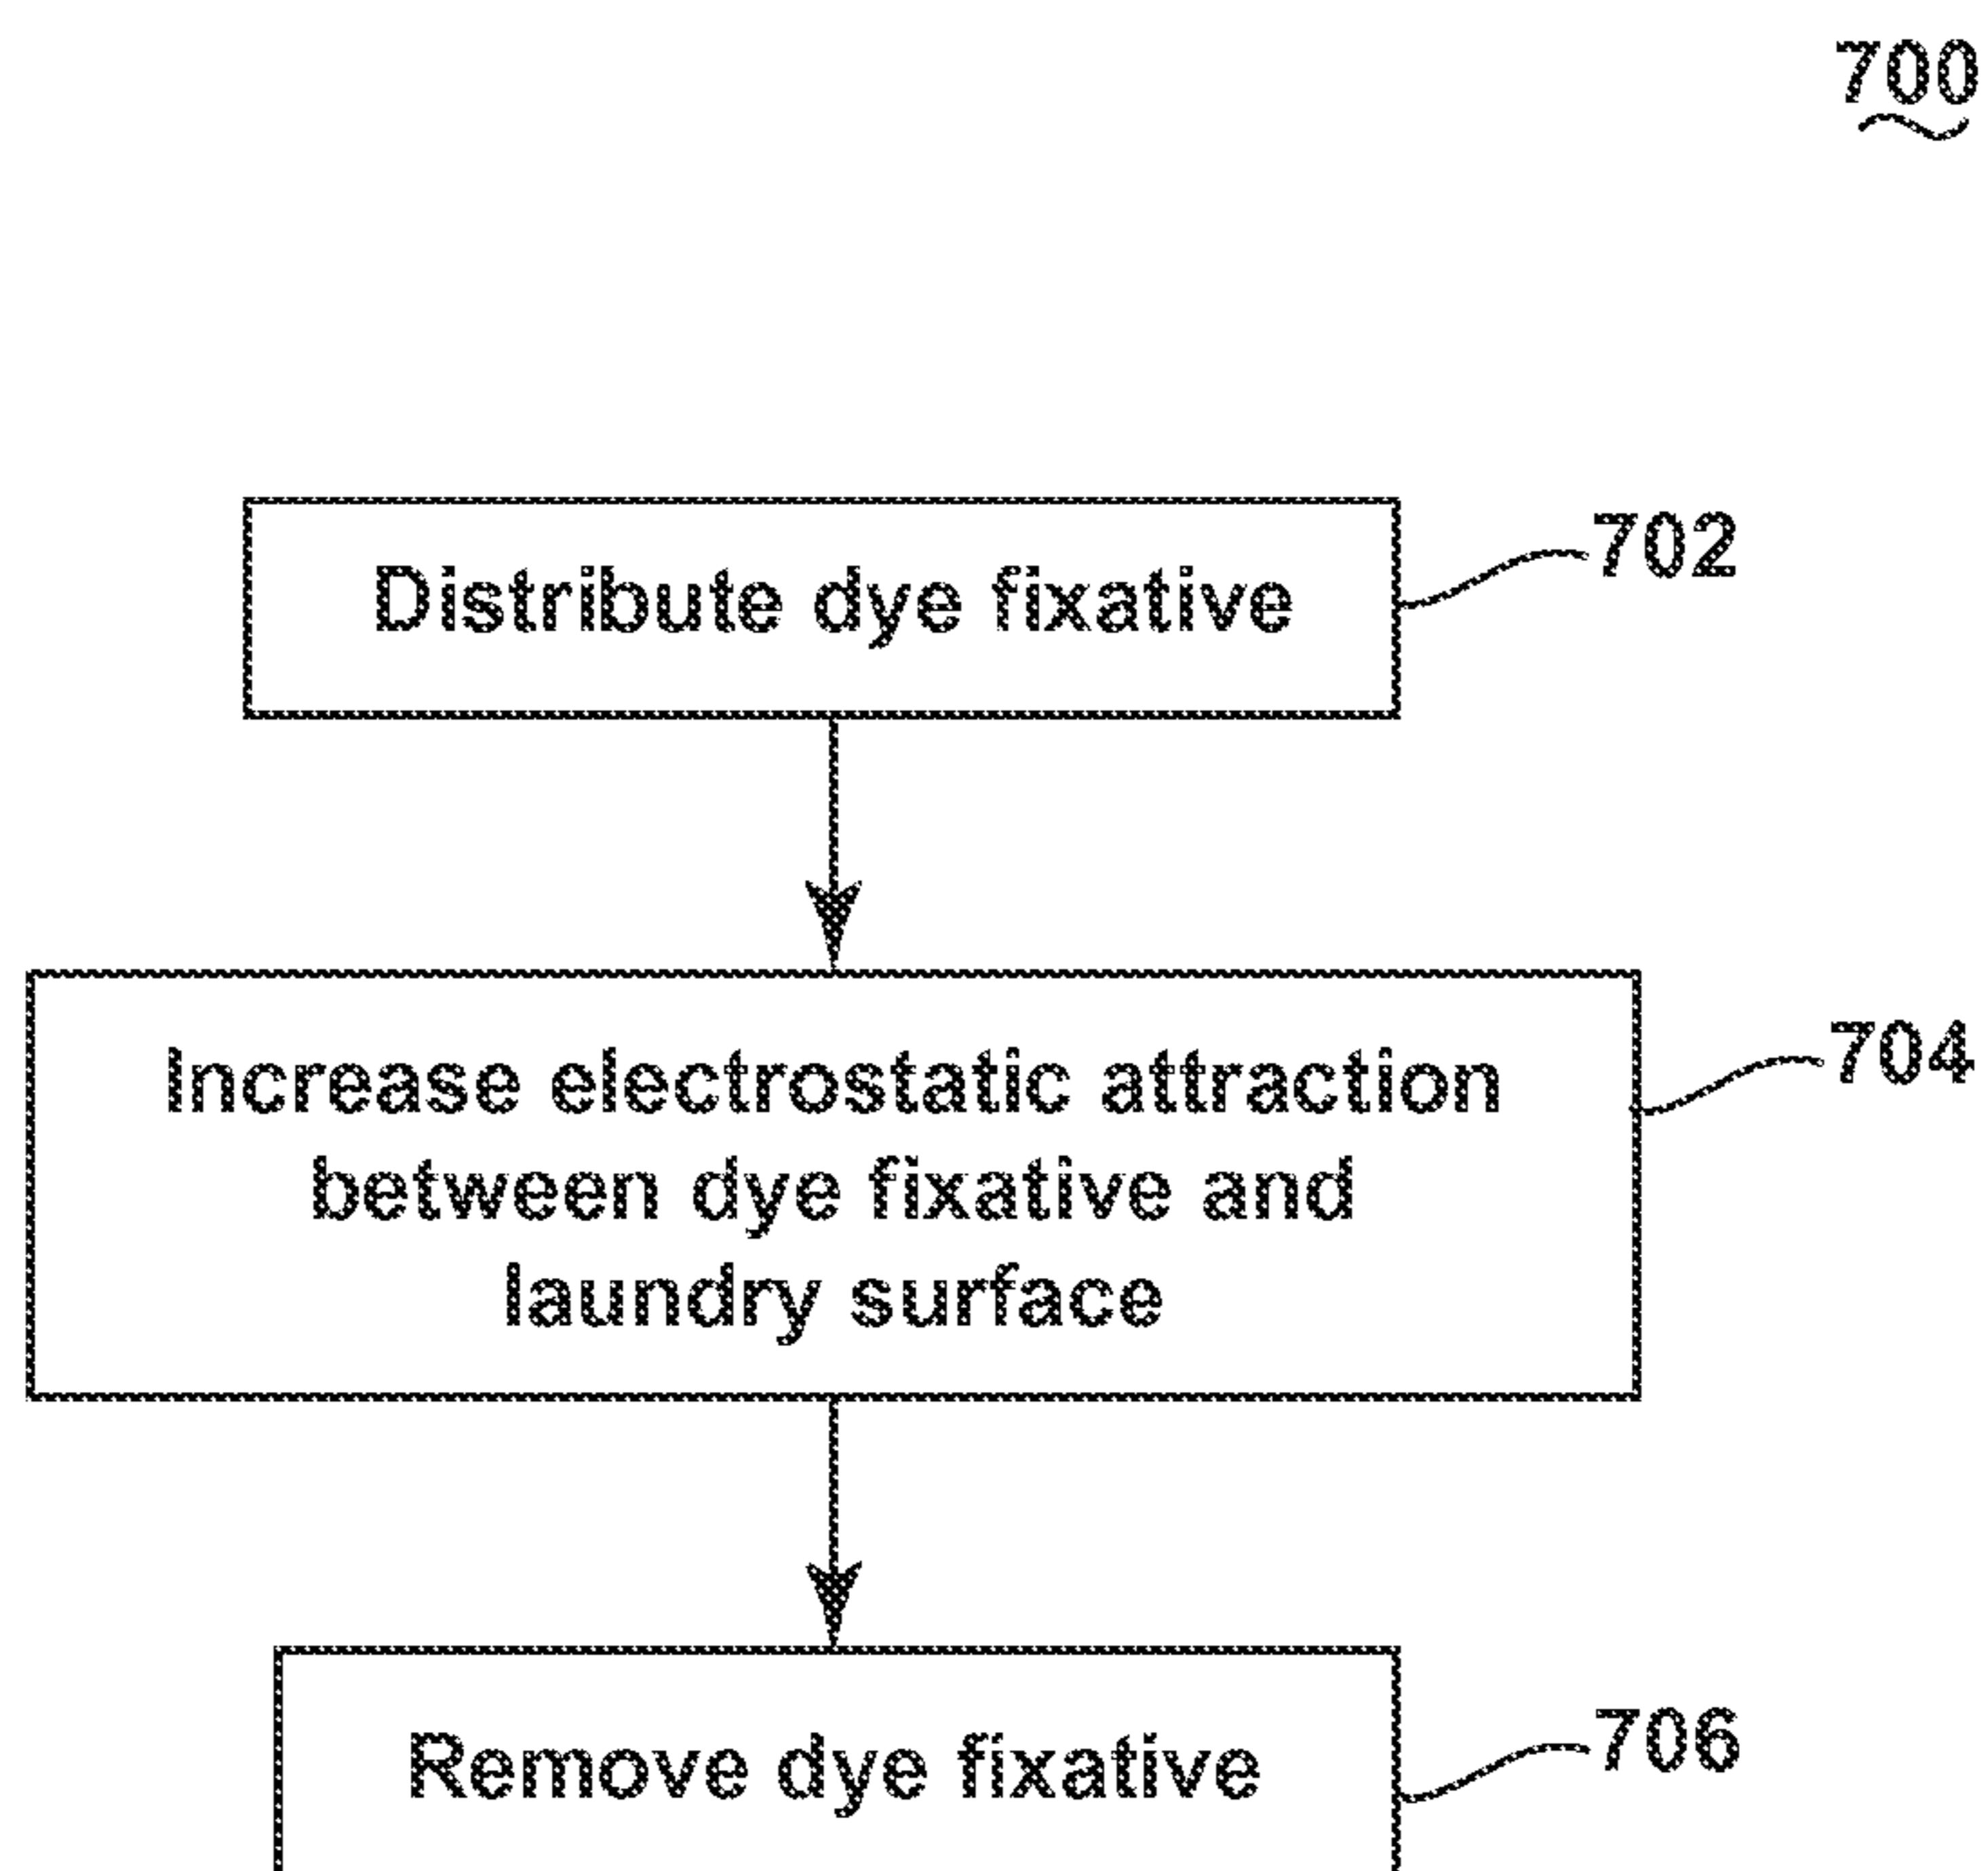 700
Distribute dye fixative
702
Increase electrostatic attraction
between dye fixative and
laundry surface
704
Remove dye fixative
706